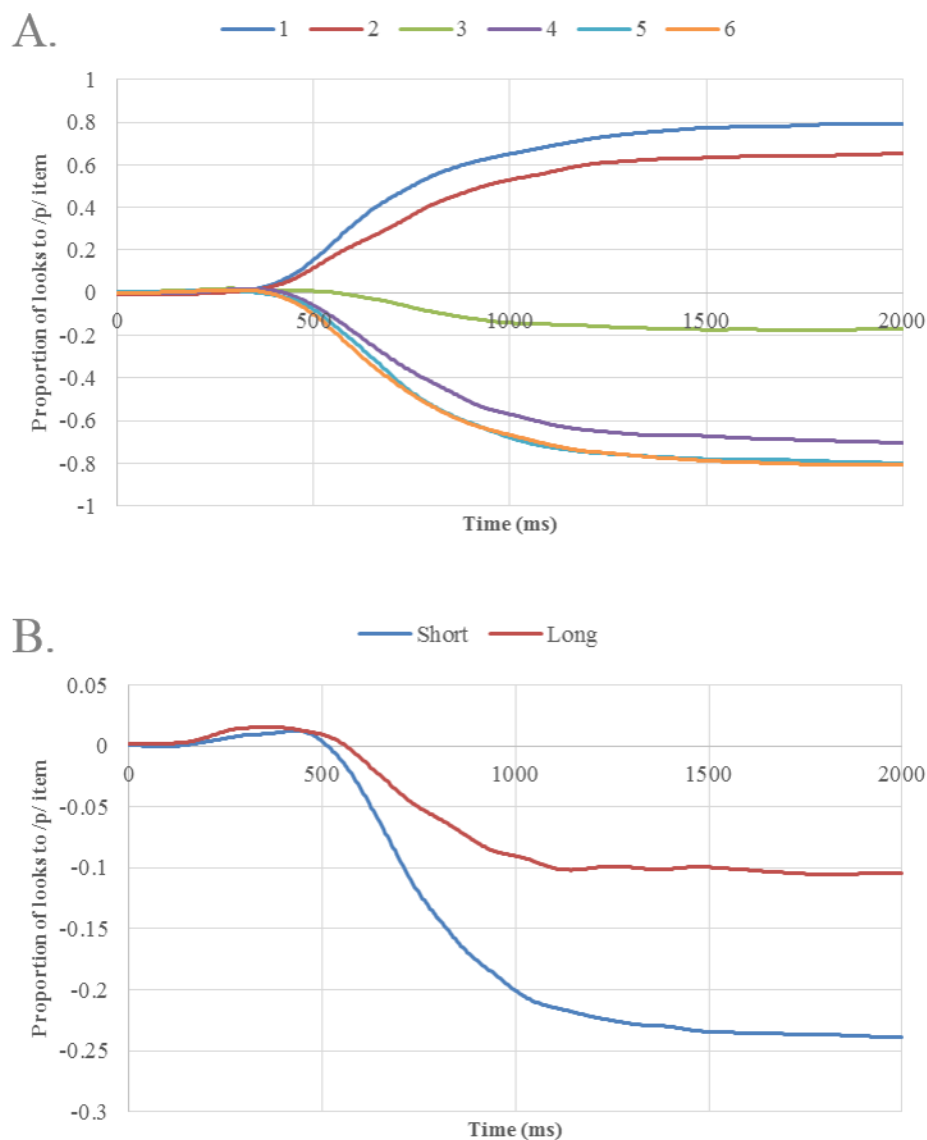 A.
1 2 3 4 5 6
Proportion of looks to /p/ item
1
0.8
0.6
0.4
0.2
0
-0.2
-0.4
-0.6
-0.8
-1
0 500 1000 1500 2000
Time (ms)
B.
Short Long
Proportion of looks to /p/ item
0.05
0
-0.05
-0.1
-0.15
-0.2
-0.25
-0.3
0 500 1000 1500 2000
Time (ms)